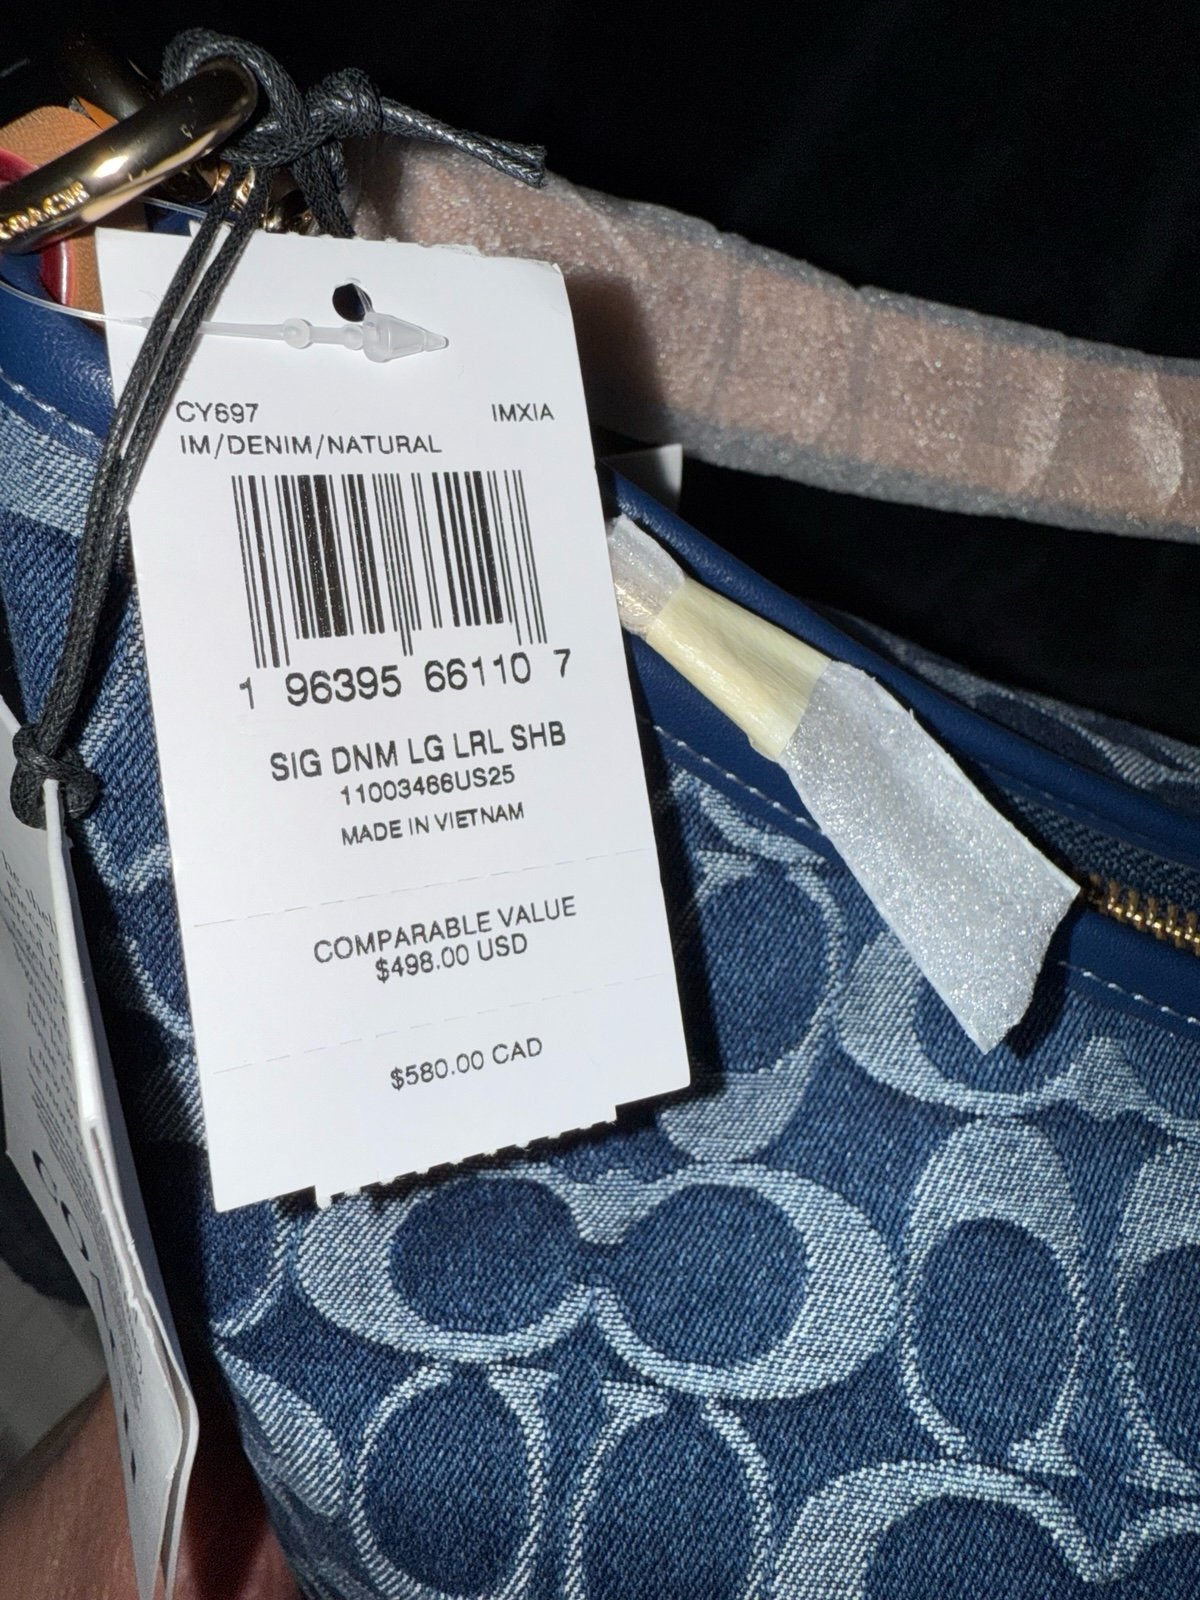 COACH
CY697 IMXIA
IM/DENIM/NATURAL
1 96395 66110 7
SIG DNM LG LRL SHB
11003466US25
MADE IN VIETNAM
COMPARABLE VALUE
$498.00 USD
$580.00 CAD